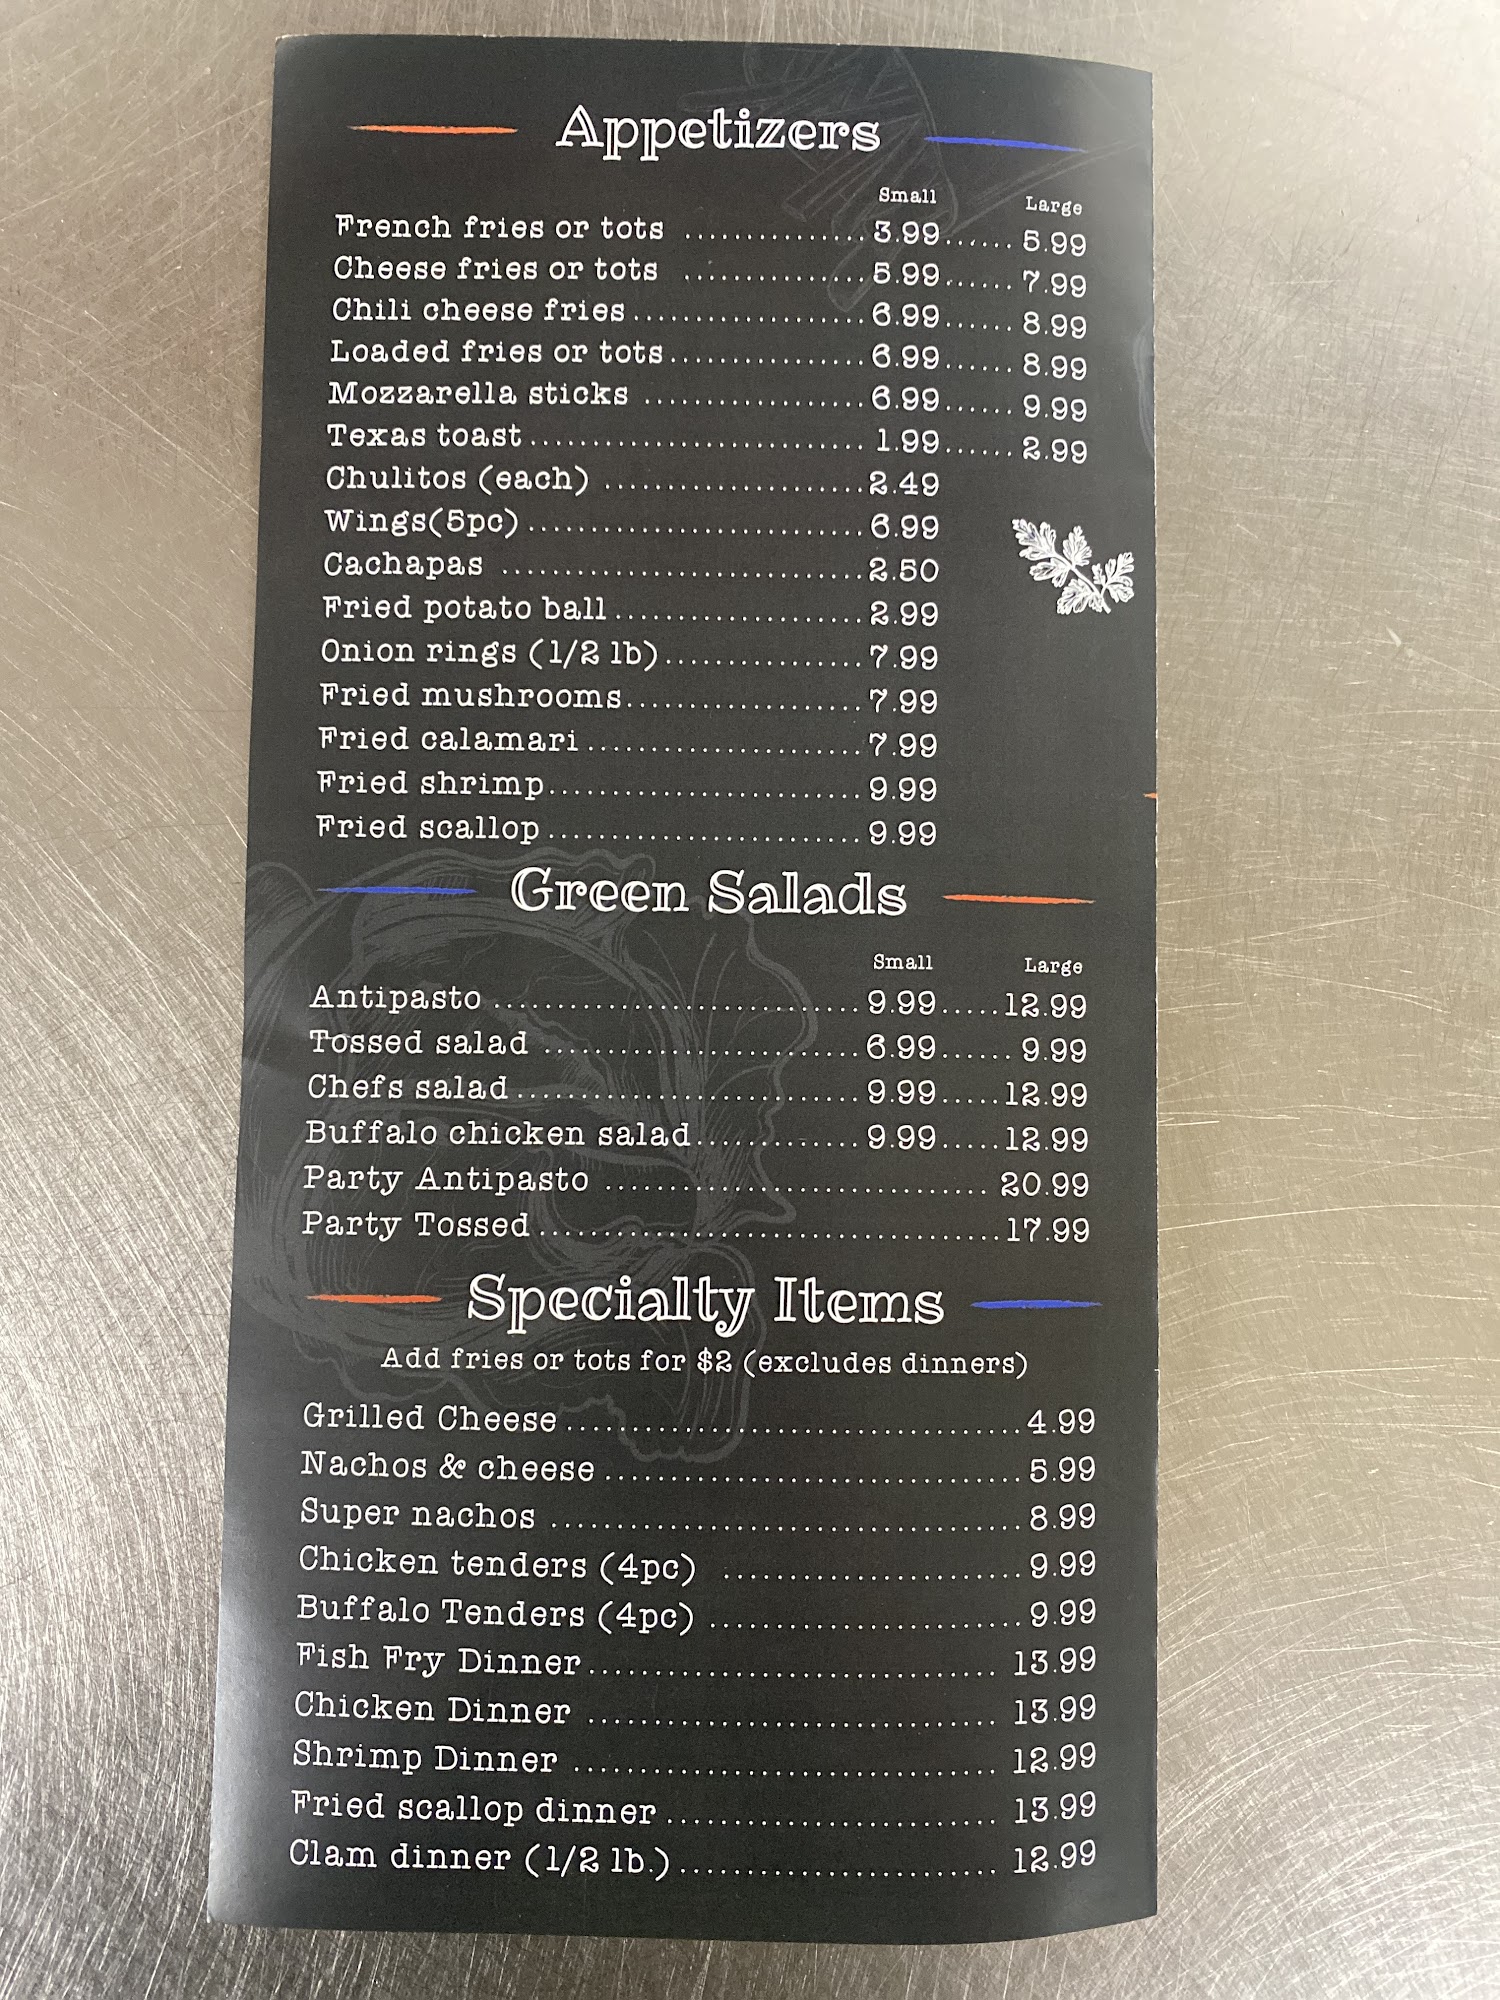 Appetizers
Small Large
French fries or tots ............... 3.99...... 5.99
Cheese fries or tots ............... 5.99...... 7.99
Chili cheese fries.................. 6.99...... 8.99
Loaded fries or tots................ 6.99...... 8.99
Mozzarella sticks .................. 6.99...... 9.99
Texas toast........................... 1.99...... 2.99
Chulitos (each) .....................2.49
Wings(5pc)...........................6.99
Cachapas .............................2.50
Fried potato ball....................2.99
Onion rings (1/2 lb)................7.99
Fried mushrooms...................7.99
Fried calamari......................7.99
Fried shrimp.........................9.99
Fried scallop.........................9.99
Green Salads
Small Large
Antipasto .............................9.99.....12.99
Tossed salad .........................6.99...... 9.99
Chefs salad...........................9.99.....12.99
Buffalo chicken salad.............9.99.....12.99
Party Antipasto ............................... 20.99
Party Tossed.....................................17.99
Specialty Items
Add fries or tots for $2 (excludes dinners)
Grilled Cheese....................................4.99
Nachos & cheese.................................5.99
Super nachos .....................................8.99
Chicken tenders (4pc) ........................9.99
Buffalo Tenders (4pc) .........................9.99
Fish Fry Dinner................................ 13.99
Chicken Dinner ................................ 13.99
Shrimp Dinner ................................. 12.99
Fried scallop dinner.......................... 13.99
Clam dinner (1/2 lb.)......................... 12.99